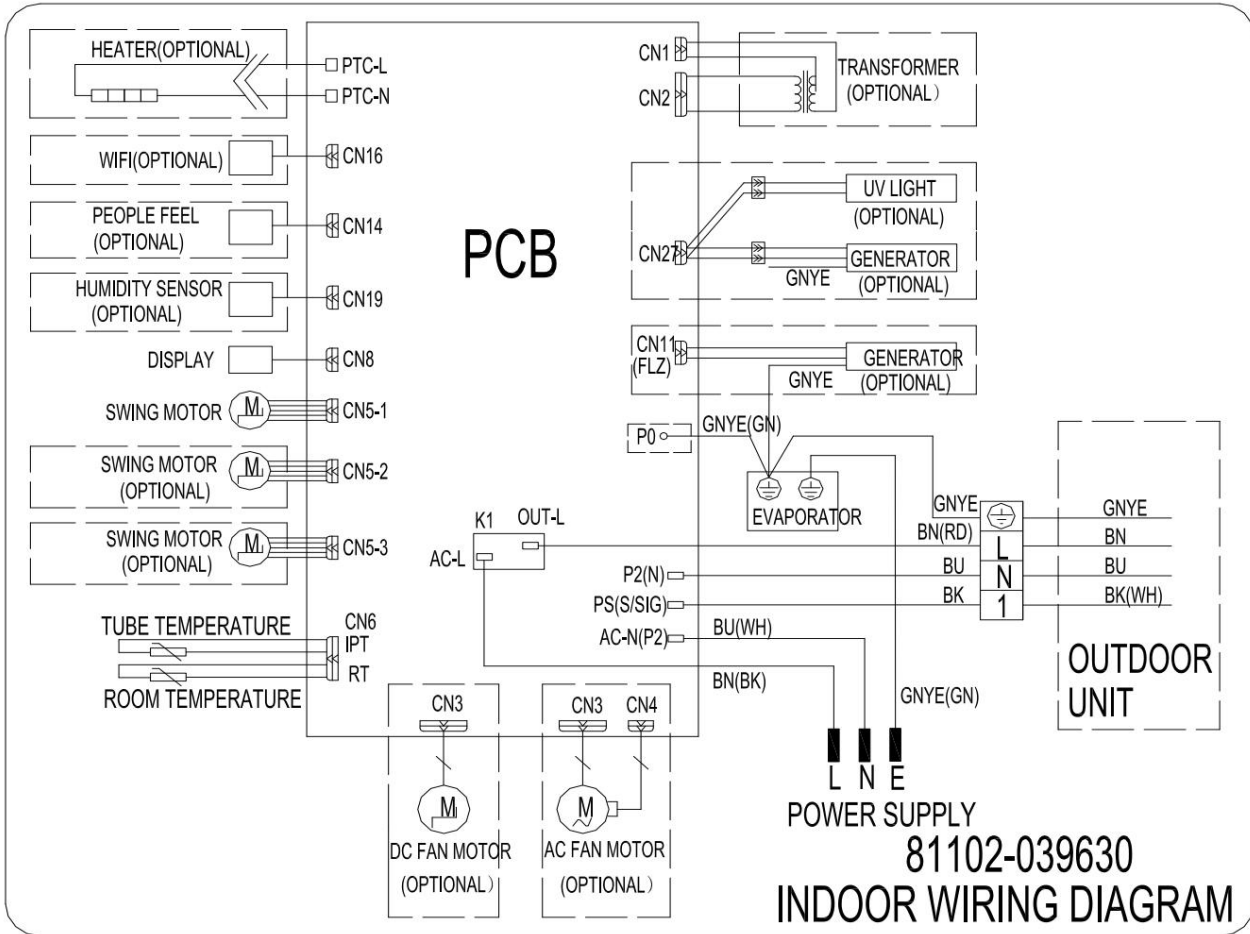 HEATER(OPTIONAL)
PTC-L
PTC-N
WIFI(OPTIONAL)
CN16
PEOPLE FEEL
(OPTIONAL)
CN14
HUMIDITY SENSOR
(OPTIONAL)
CN19
DISPLAY
CN8
SWING MOTOR
M
CN5-1
SWING MOTOR
(OPTIONAL)
M
CN5-2
SWING MOTOR
(OPTIONAL)
M
CN5-3
TUBE TEMPERATURE
CN6
IPT
RT
ROOM TEMPERATURE
PCB
CN1
CN2
TRANSFORMER
(OPTIONAL)
CN27
UV LIGHT
(OPTIONAL)
GENERATOR
(OPTIONAL)
GNYE
CN11
(FLZ)
GENERATOR
(OPTIONAL)
GNYE
P0
GNYE(GN)
EVAPORATOR
K1
OUT-L
AC-L
P2(N)
PS(S/SIG)
AC-N(P2)
BU(WH)
BN(BK)
GNYE(GN)
GNYE
BN(RD)
BU
BK
L
N
1
GNYE
BN
BU
BK(WH)
OUTDOOR
UNIT
CN3
M
DC FAN MOTOR
(OPTIONAL)
CN3
CN4
M
AC FAN MOTOR
(OPTIONAL)
L N E
POWER SUPPLY
81102-039630
INDOOR WIRING DIAGRAM